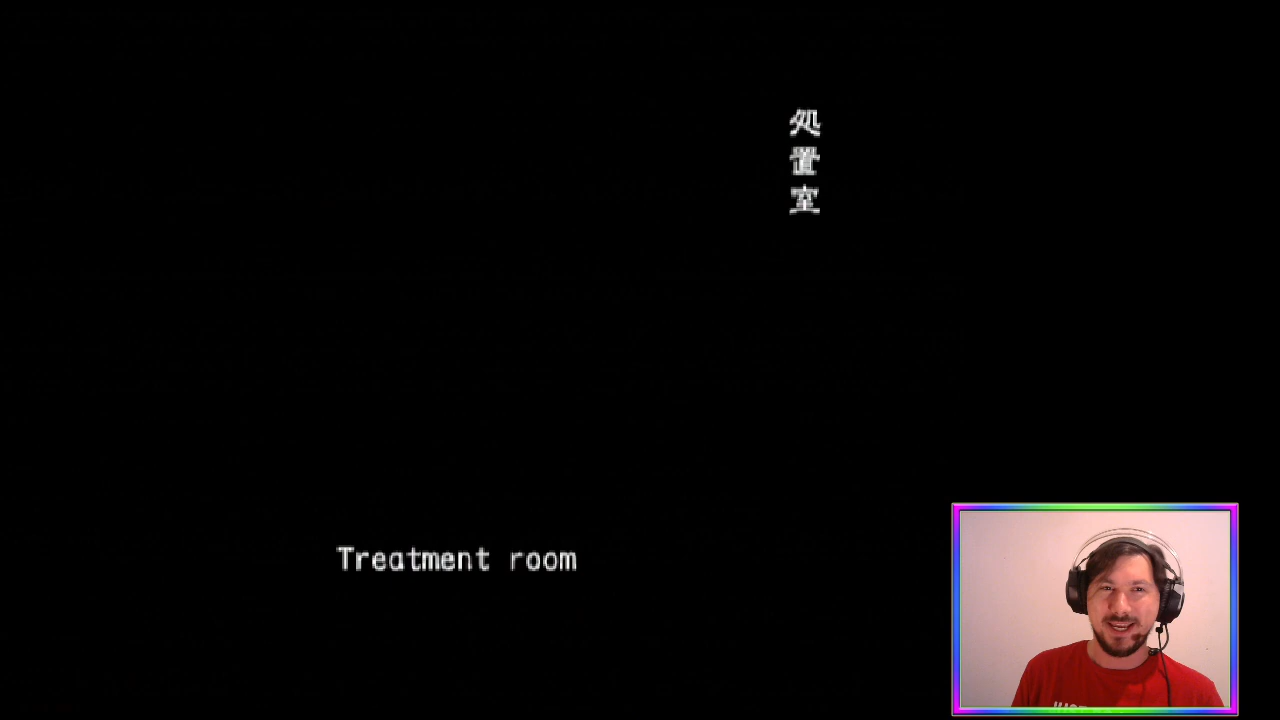 処置室
Treatment room